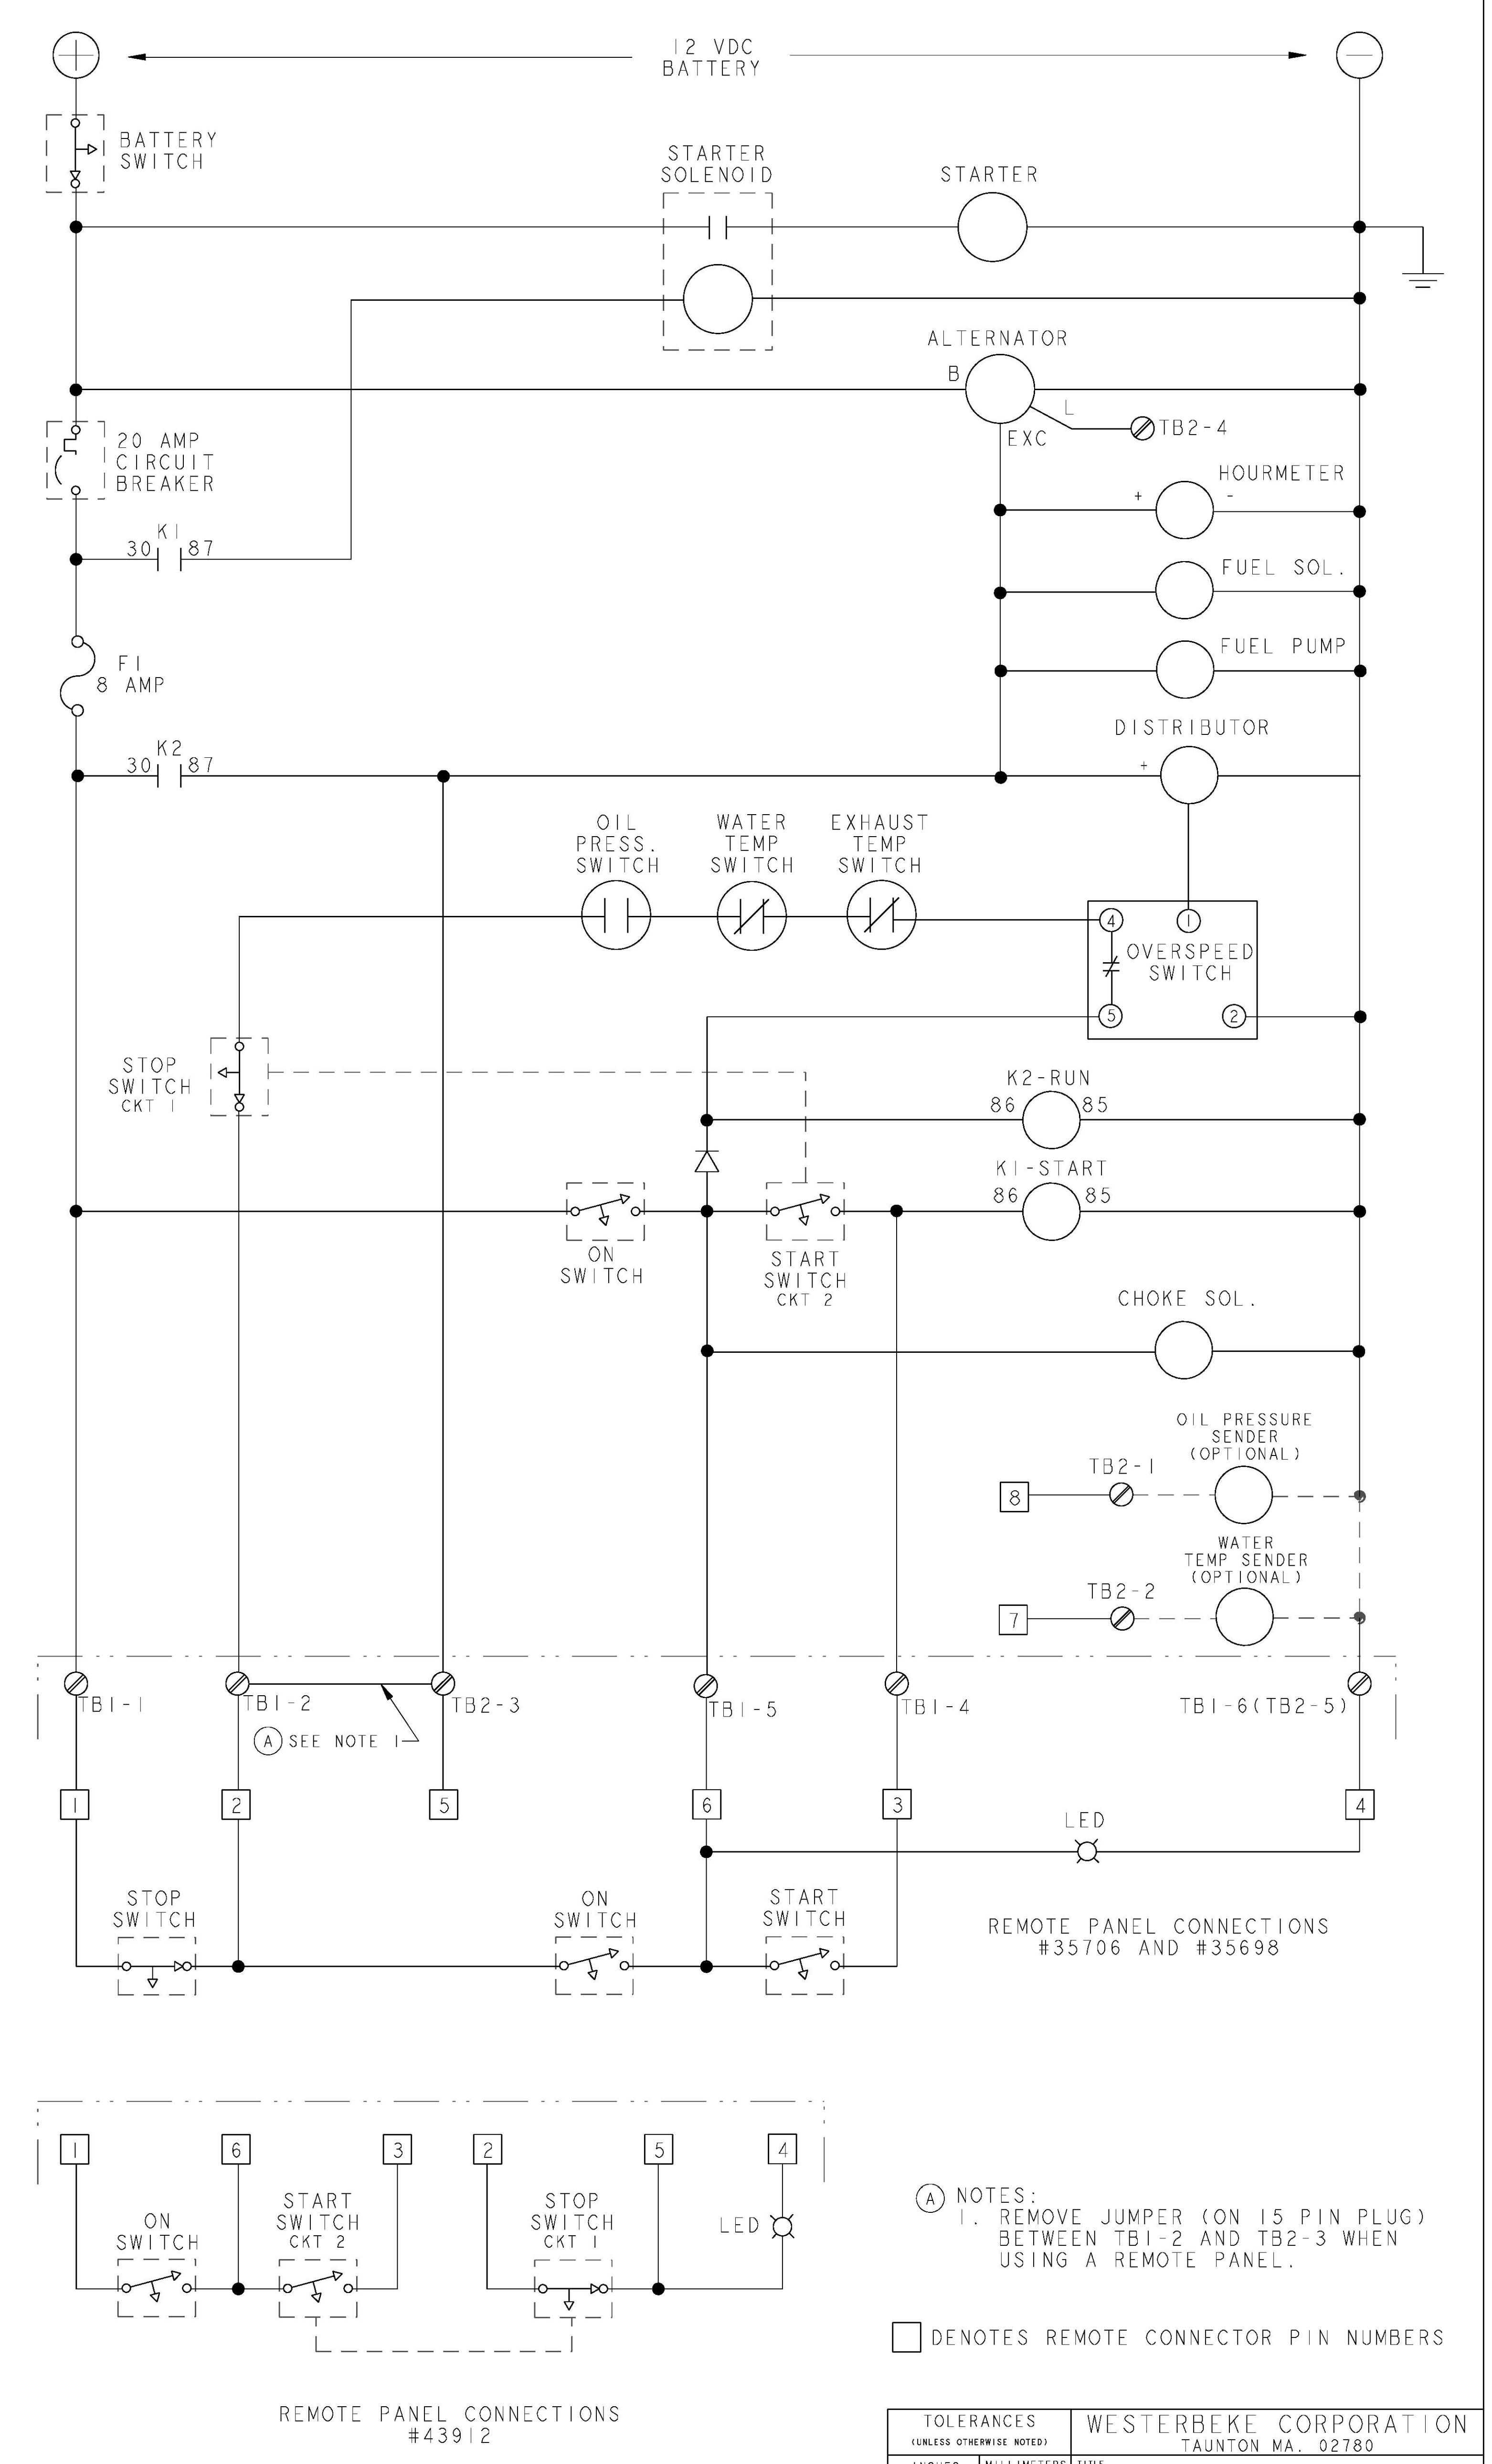 12 VDC
BATTERY
BATTERY
SWITCH
STARTER
SOLENOID
STARTER
ALTERNATOR
B
L
TB2-4
EXC
20 AMP
CIRCUIT
BREAKER
HOURMETER
+ -
K1
30 87
FUEL SOL.
FUEL PUMP
F1
8 AMP
DISTRIBUTOR
+
K2
30 87
OIL
PRESS.
SWITCH
WATER
TEMP
SWITCH
EXHAUST
TEMP
SWITCH
4 1
OVERSPEED
SWITCH
5 2
STOP
SWITCH
CKT 1
K2-RUN
86 85
K1-START
86 85
ON
SWITCH
START
SWITCH
CKT 2
CHOKE SOL.
OIL PRESSURE
SENDER
(OPTIONAL)
TB2-1
8
WATER
TEMP SENDER
(OPTIONAL)
TB2-2
7
TB1-1
TB1-2
TB2-3
TB1-5
TB1-4
TB1-6(TB2-5)
A SEE NOTE 1
1 2 5 6 3 4
LED
STOP
SWITCH
ON
SWITCH
START
SWITCH
REMOTE PANEL CONNECTIONS
#35706 AND #35698
1 6 3 2 5 4
ON
SWITCH
START
SWITCH
CKT 2
STOP
SWITCH
CKT 1
LED
REMOTE PANEL CONNECTIONS
#43912
A NOTES:
1. REMOVE JUMPER (ON 15 PIN PLUG)
BETWEEN TB1-2 AND TB2-3 WHEN
USING A REMOTE PANEL.
DENOTES REMOTE CONNECTOR PIN NUMBERS
TOLERANCES
(UNLESS OTHERWISE NOTED)
WESTERBEKE CORPORATION
TAUNTON MA. 02780
INCHES MILLIMETERS TITLE